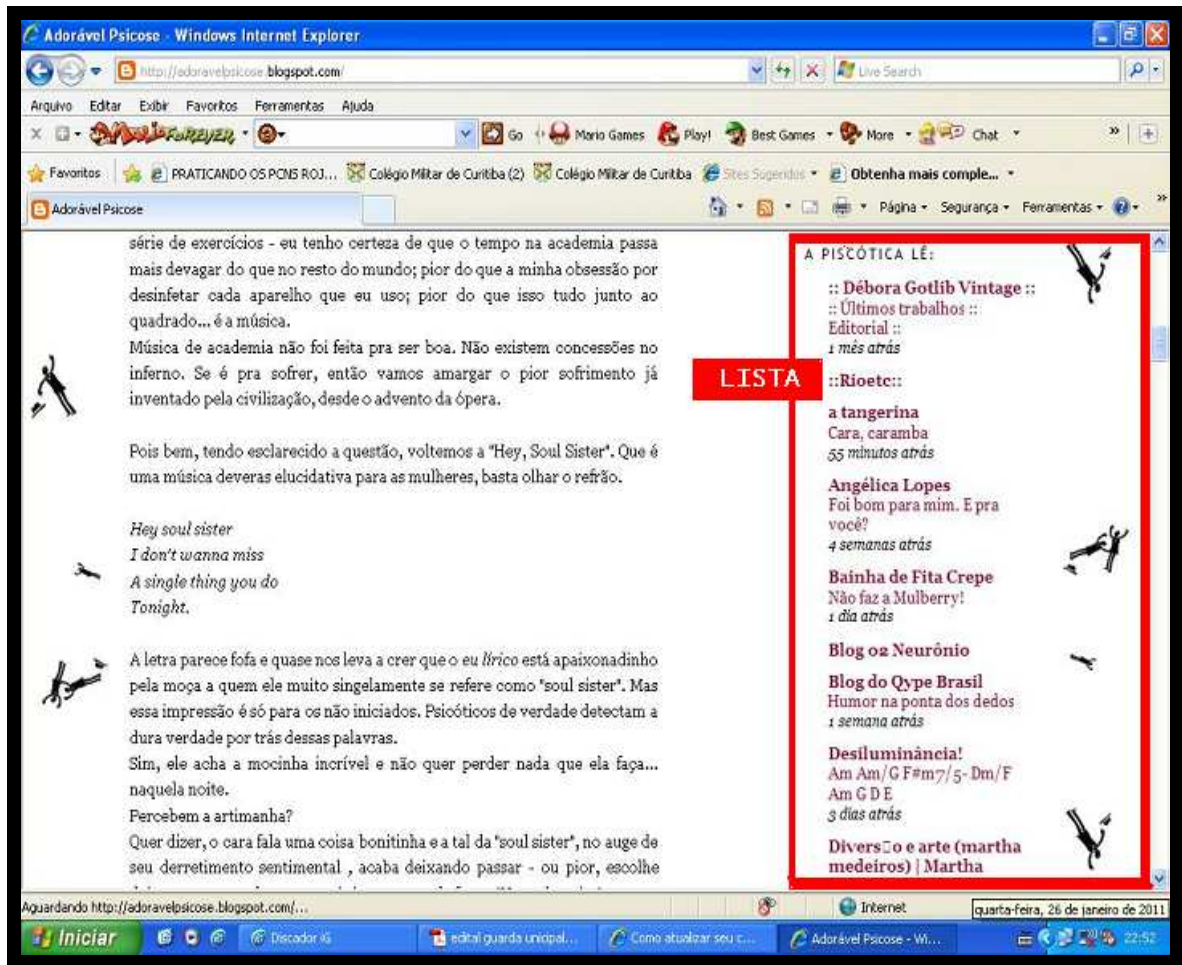 Adorável Psicose - Windows Internet Explorer
http://adoravelpsicose.blogspot.com/
Live Search
Arquivo Editar Exibir Favoritos Ferramentas Ajuda
Go Mario Games Play! Best Games More Chat
Favoritos PRATICANDO OS PCNS ROJ... Colégio Militar de Curitiba (2) Colégio Militar de Curitiba Sites Sugeridos Obtenha mais comple...
Adorável Psicose
Página Segurança Ferramentas
série de exercícios - eu tenho certeza de que o tempo na academia passa
mais devagar do que no resto do mundo; pior do que a minha obsessão por
desinfetar cada aparelho que eu uso; pior do que isso tudo junto ao
quadrado... é a música.
Música de academia não foi feita pra ser boa. Não existem concessões no
inferno. Se é pra sofrer, então vamos amargar o pior sofrimento já
inventado pela civilização, desde o advento da ópera.
Pois bem, tendo esclarecido a questão, voltemos a "Hey, Soul Sister". Que é
uma música deveras elucidativa para as mulheres, basta olhar o refrão.
Hey soul sister
I don't wanna miss
A single thing you do
Tonight.
A letra parece fofa e quase nos leva a crer que o eu lírico está apaixonadinho
pela moça a quem ele muito singelamente se refere como "soul sister". Mas
essa impressão é só para os não iniciados. Psicóticos de verdade detectam a
dura verdade por trás dessas palavras.
Sim, ele acha a mocinha incrível e não quer perder nada que ela faça...
naquela noite.
Percebem a artimanha?
Quer dizer, o cara fala uma coisa bonitinha e a tal da "soul sister", no auge de
seu derretimento sentimental , acaba deixando passar - ou pior, escolhe
LISTA
A PISCÓTICA LÊ:
:: Débora Gotlib Vintage ::
:: Últimos trabalhos ::
Editorial ::
1 mês atrás
::Rioetc::
a tangerina
Cara, caramba
55 minutos atrás
Angélica Lopes
Foi bom para mim. E pra
você?
4 semanas atrás
Bainha de Fita Crepe
Não faz a Mulberry!
1 dia atrás
Blog 02 Neurônio
Blog do Qype Brasil
Humor na ponta dos dedos
1 semana atrás
Desiluminância!
Am Am/G F#m7/5- Dm/F
Am G D E
3 dias atrás
Divers□o e arte (martha
medeiros) | Martha
Aguardando http://adoravelpsicose.blogspot.com/...
Internet
quarta-feira, 26 de janeiro de 2011
Iniciar Discador iG edital guarda unicipal... Como atualizar seu c... Adorável Psicose - Wi... 22:52